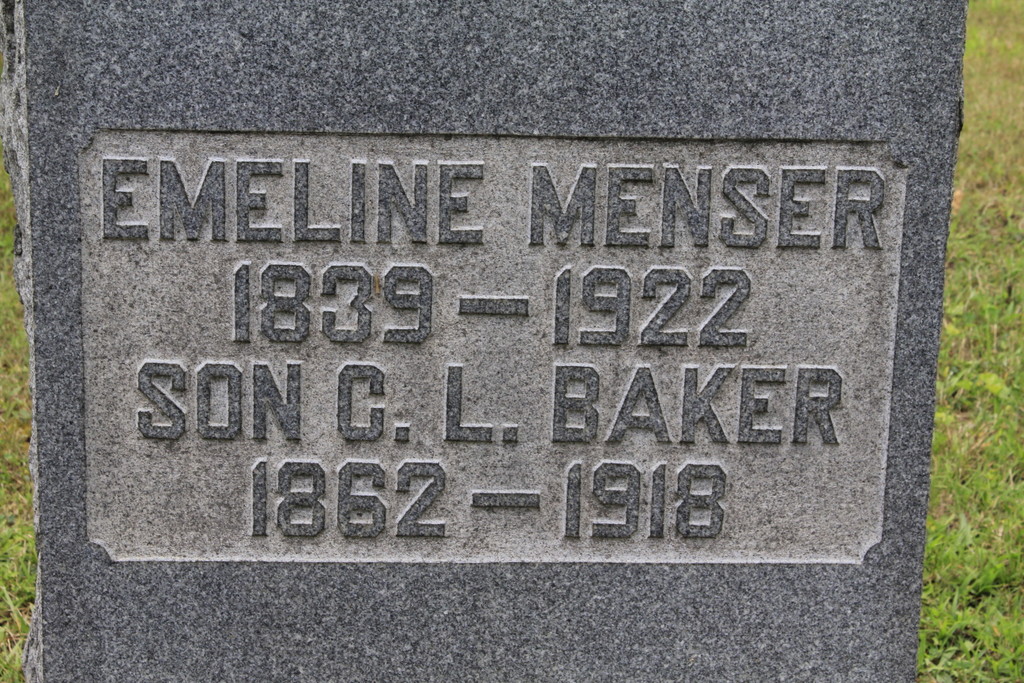 EMELINE MENSER
1839 — 1922
SON C. L. BAKER
1862 — 1918